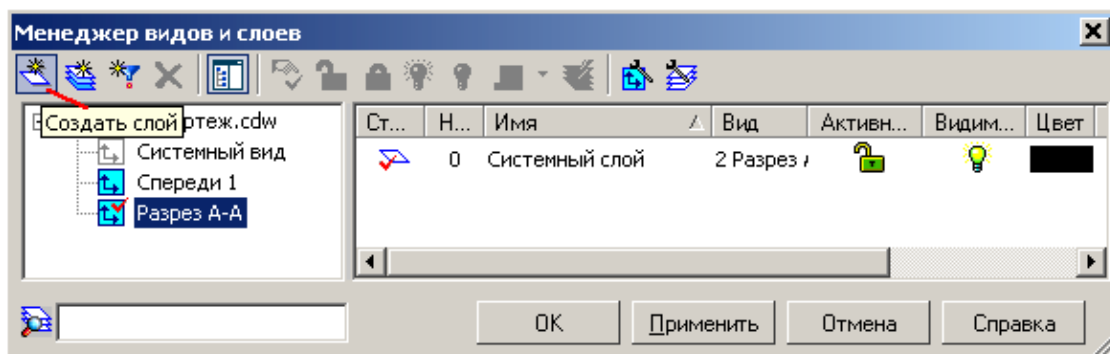 Менеджер видов и слоев
Создать слой
ртеж.cdw
Системный вид
Спереди 1
Разрез А-А
Ст... Н... Имя Вид Активн... Видим... Цвет
0 Системный слой 2 Разрез
OK Применить Отмена Справка